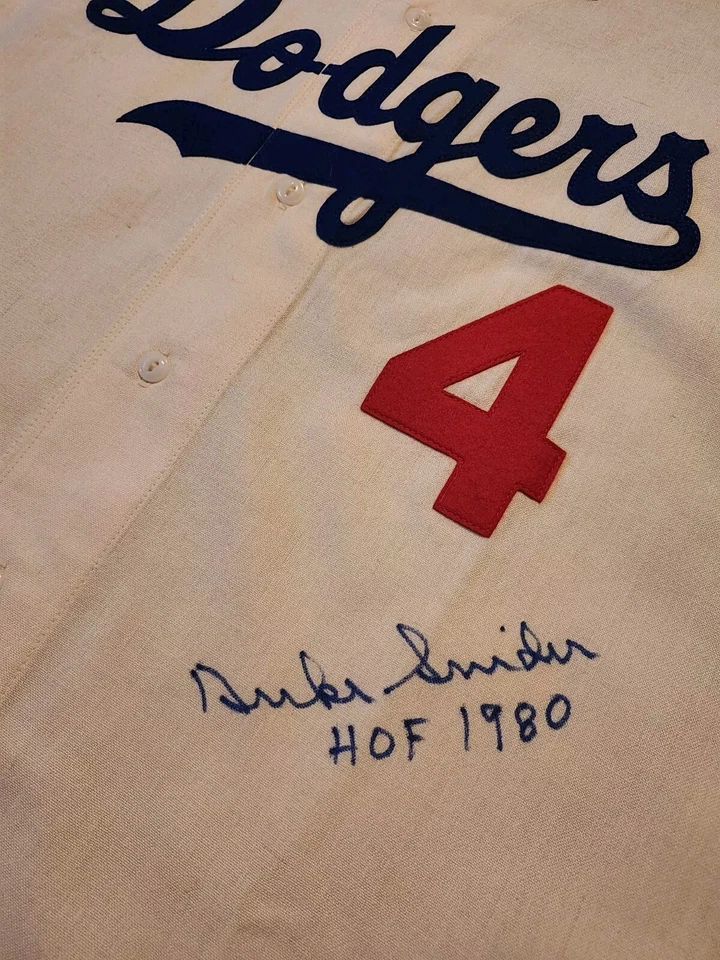 Dodgers
4
Duke Snider
HOF 1980